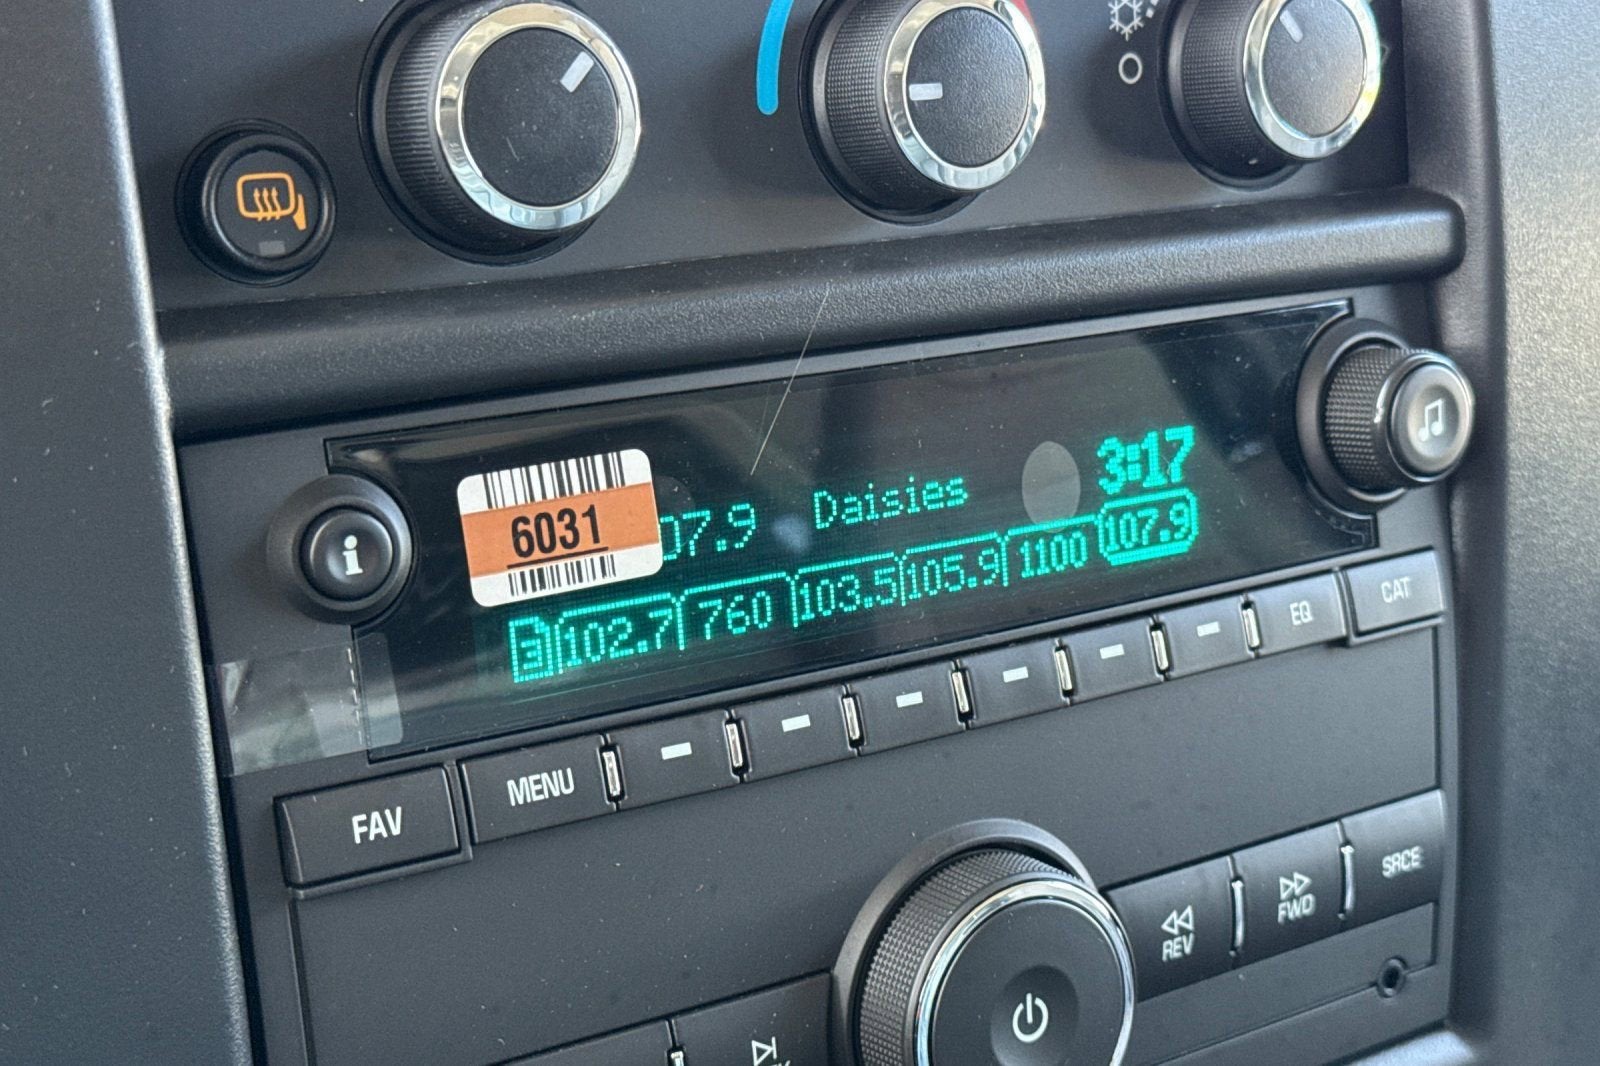 6031
07.9 Daisies 3:17
3 102.7 760 103.5 105.9 1100 107.9
i
FAV MENU EQ CAT
REV FWD SRCE